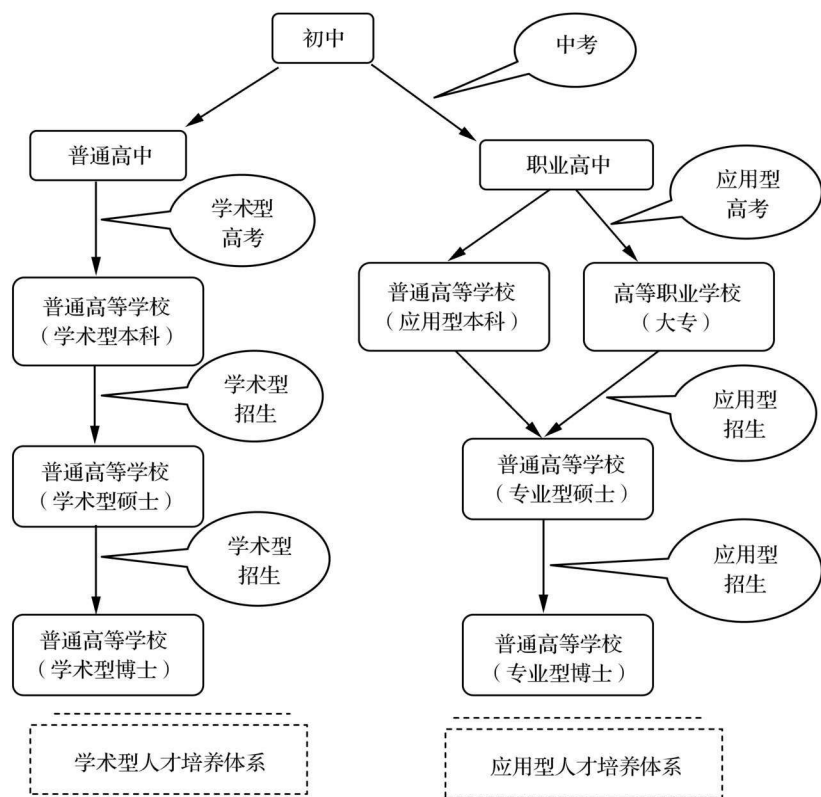 初中
中考
普通高中
职业高中
学术型
高考
应用型
高考
普通高等学校
（学术型本科）
普通高等学校
（应用型本科）
高等职业学校
（大专）
学术型
招生
应用型
招生
普通高等学校
（学术型硕士）
普通高等学校
（专业型硕士）
学术型
招生
应用型
招生
普通高等学校
（学术型博士）
普通高等学校
（专业型博士）
学术型人才培养体系
应用型人才培养体系